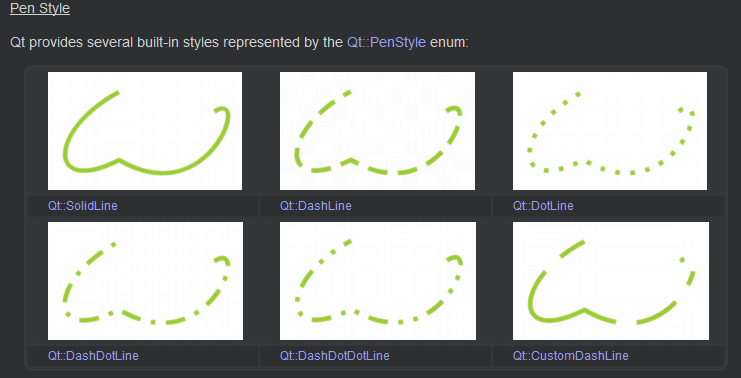 Pen Style
Qt provides several built-in styles represented by the Qt::PenStyle enum:
Qt::SolidLine
Qt::DashLine
Qt::DotLine
Qt::DashDotLine
Qt::DashDotDotLine
Qt::CustomDashLine